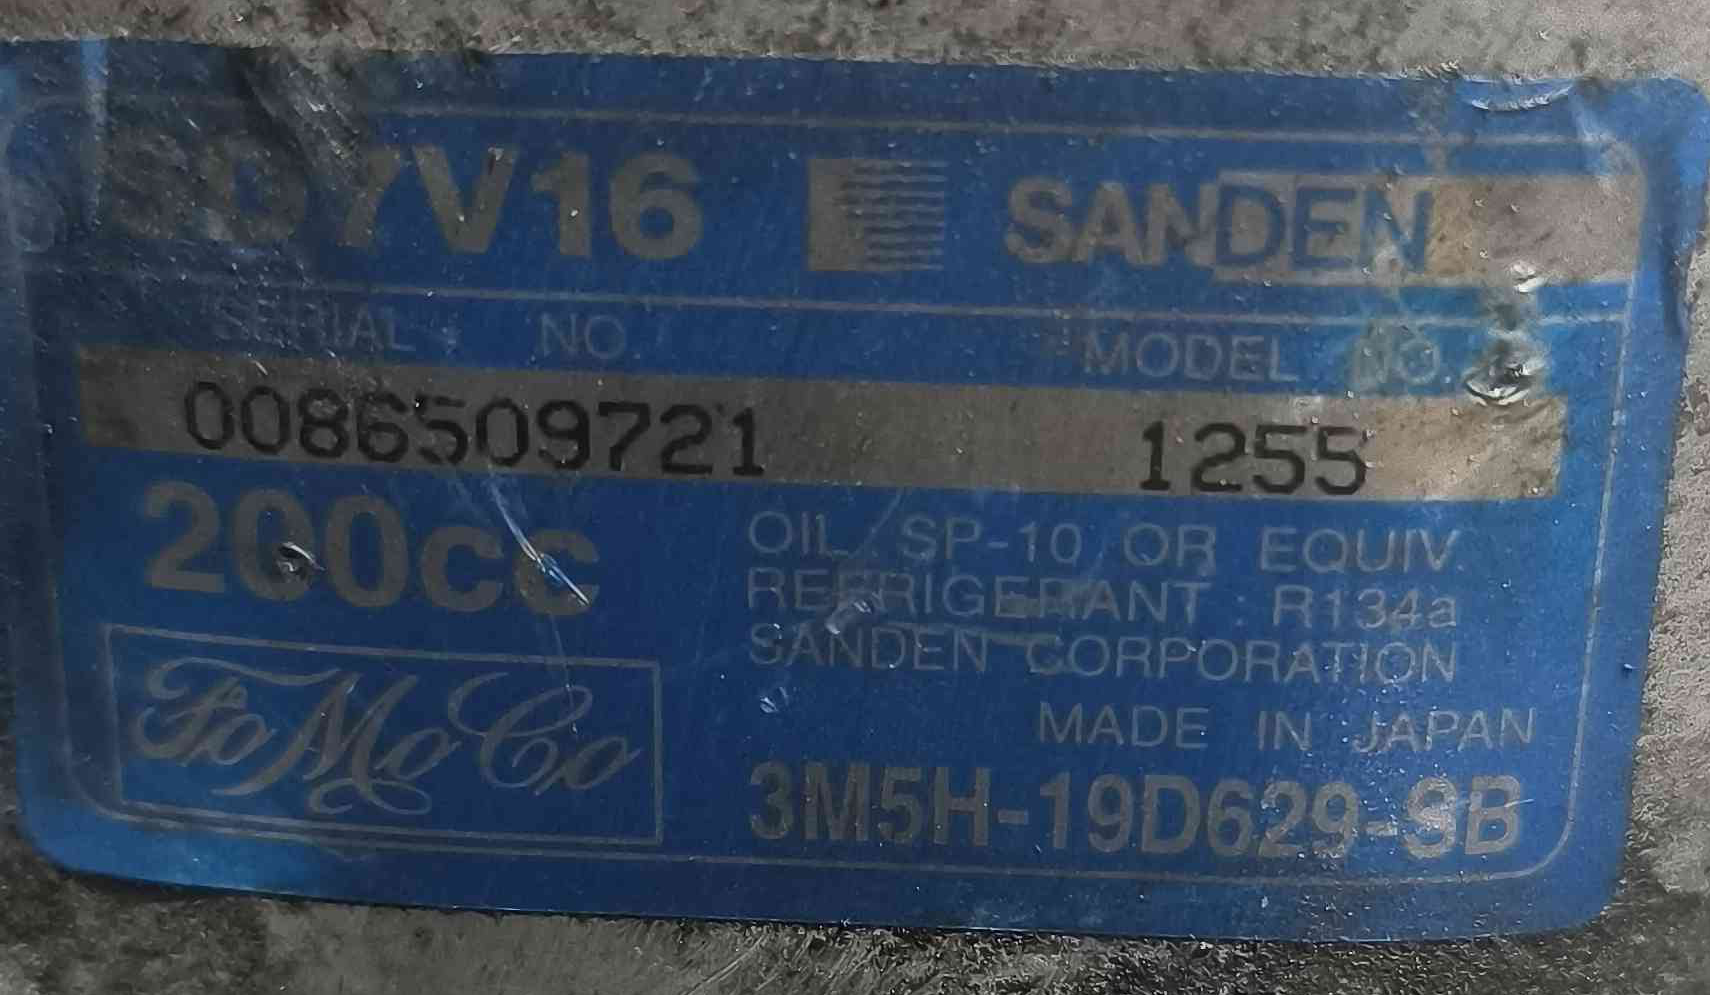 SD7V16 SANDEN
SERIAL NO. MODEL NO.
0086509721 1255
200cc
OIL : SP-10 OR EQUIV.
REFRIGERANT : R134a
SANDEN CORPORATION
MADE IN JAPAN
FoMoCo
3M5H-19D629-SB